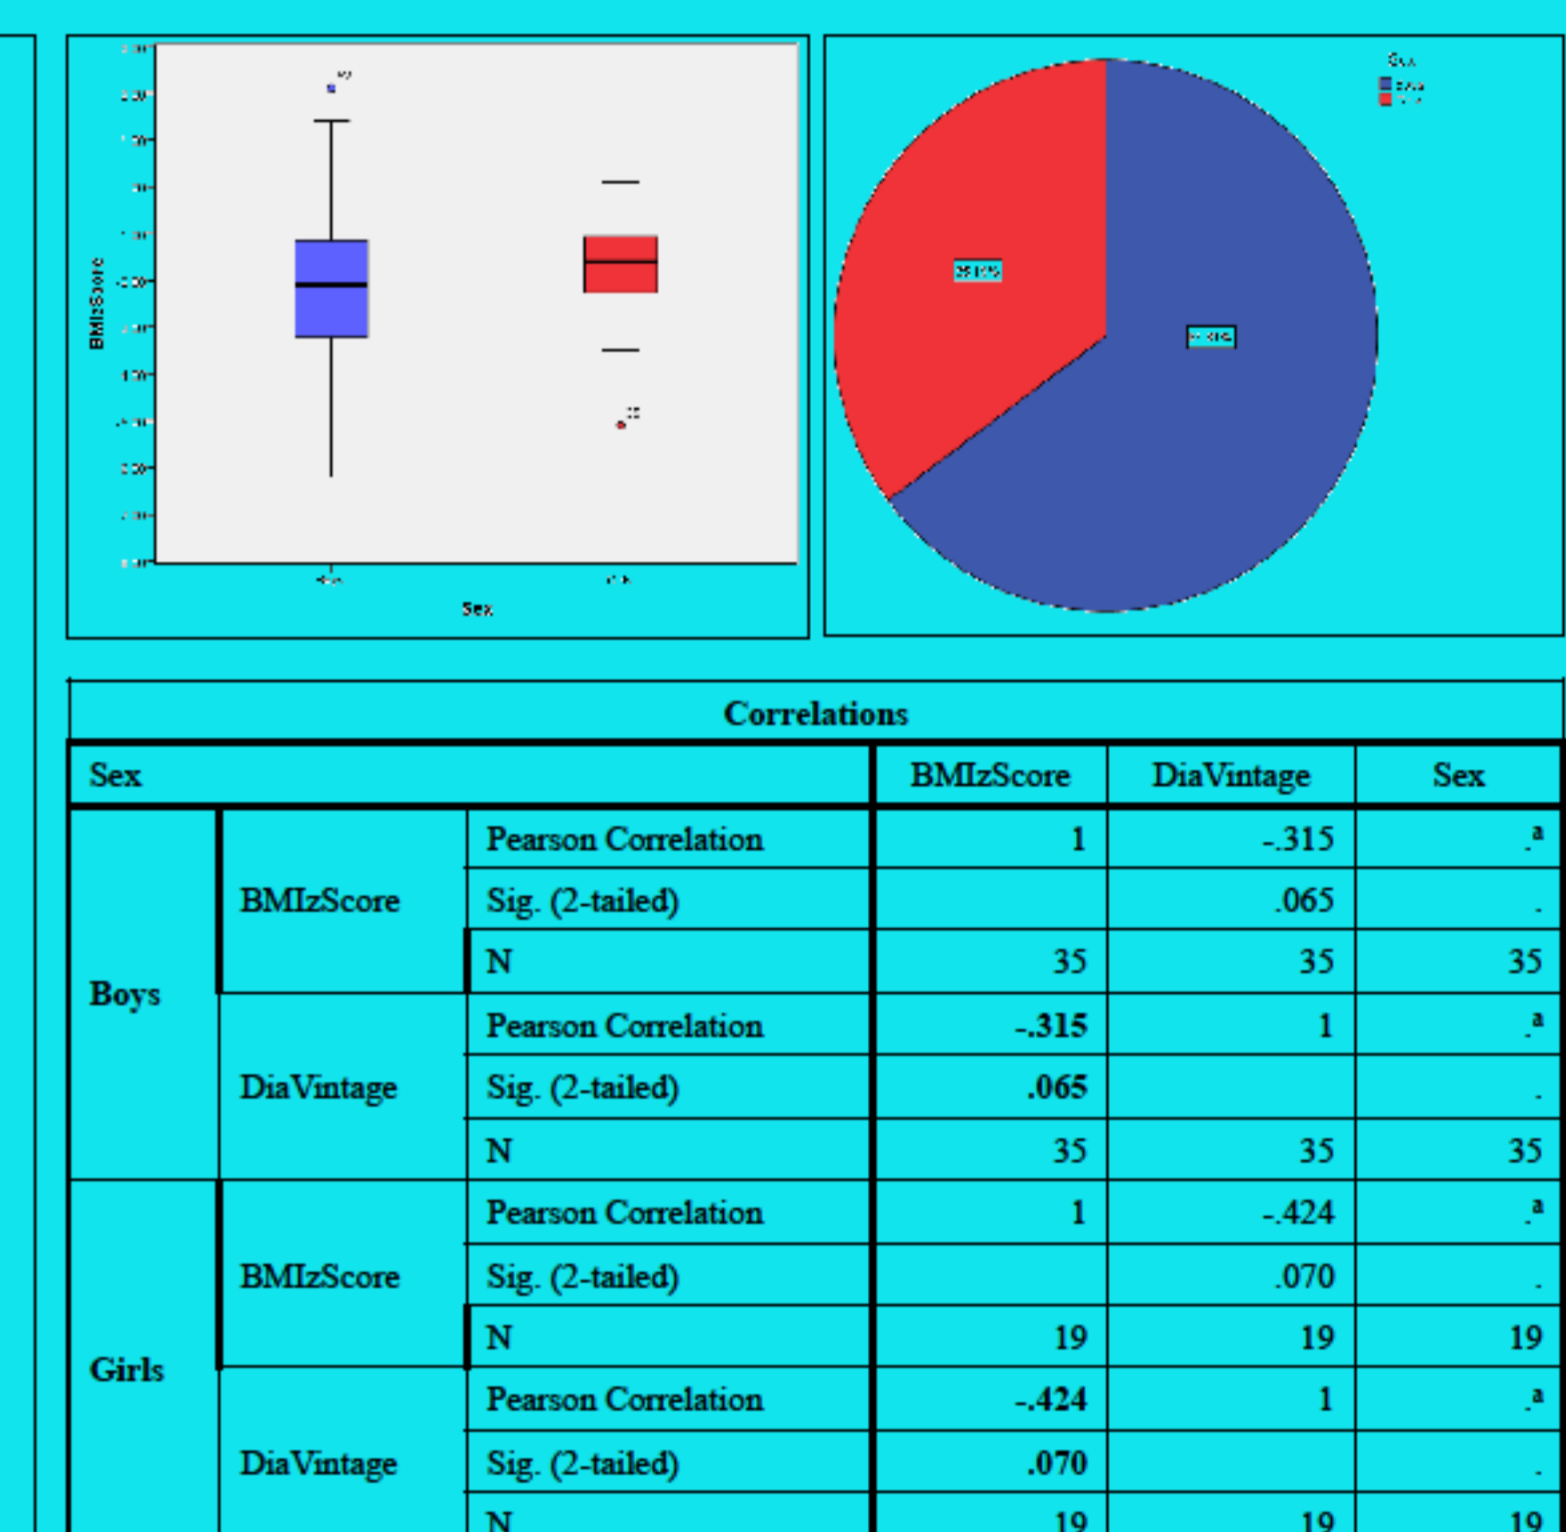 BMIzScore
Sex
Sex
Correlations
Sex BMIzScore DiaVintage Sex
Boys
BMIzScore
Pearson Correlation 1 -.315 .a
Sig. (2-tailed) .065 .
N 35 35 35
DiaVintage
Pearson Correlation -.315 1 .a
Sig. (2-tailed) .065 .
N 35 35 35
Girls
BMIzScore
Pearson Correlation 1 -.424 .a
Sig. (2-tailed) .070 .
N 19 19 19
DiaVintage
Pearson Correlation -.424 1 .a
Sig. (2-tailed) .070 .
N 19 19 19